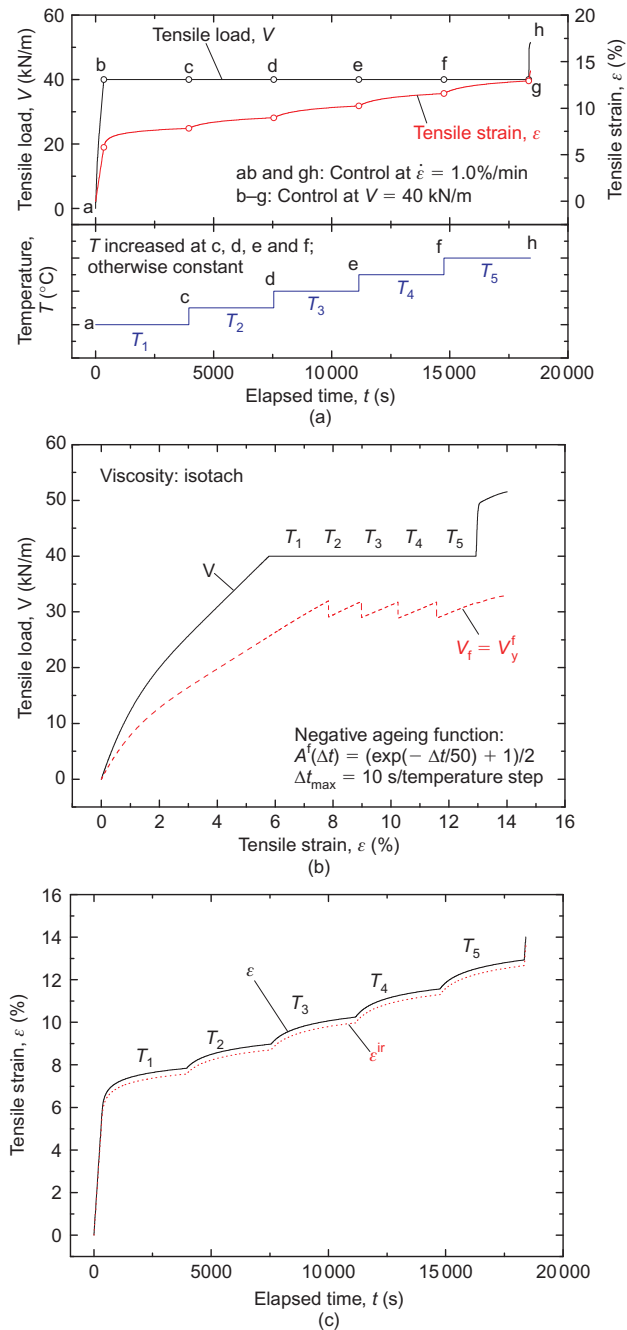 60
40
20
0
20
15
10
5
0
Tensile load, V (kN/m)
Tensile strain, ε (%)
Tensile load, V
a
b
c
d
e
f
g
h
Tensile strain, ε
ab and gh: Control at ε̇ = 1.0%/min
b–g: Control at V = 40 kN/m
T increased at c, d, e and f;
otherwise constant
Temperature,
T (°C)
a
c
d
e
f
h
T1
T2
T3
T4
T5
0
5000
10 000
15 000
20 000
Elapsed time, t (s)
(a)
60
50
40
30
20
10
0
Tensile load, V (kN/m)
Viscosity: isotach
V
T1
T2
T3
T4
T5
Vf = Vyf
Negative ageing function:
Af(Δt) = (exp(− Δt/50) + 1)/2
Δtmax = 10 s/temperature step
0
2
4
6
8
10
12
14
16
Tensile strain, ε (%)
(b)
16
14
12
10
8
6
4
2
0
Tensile strain, ε (%)
T1
T2
T3
T4
T5
ε
εir
0
5000
10 000
15 000
20 000
Elapsed time, t (s)
(c)